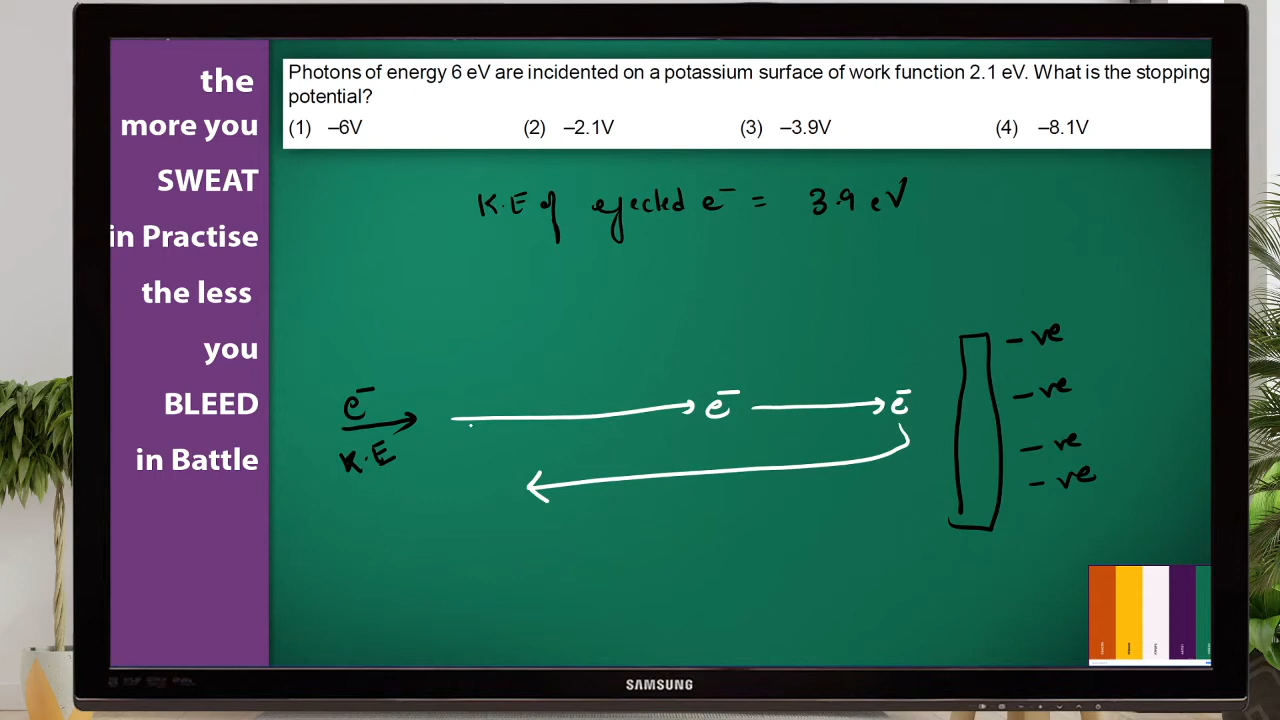 the
more you
SWEAT
in Practise
the less
you
BLEED
in Battle
Photons of energy 6 eV are incidented on a potassium surface of work function 2.1 eV. What is the stopping
potential?
(1) –6V (2) –2.1V (3) –3.9V (4) –8.1V
K.E of ejected e⁻ = 3.9 eV
e⁻
K.E
e⁻
e⁻
-ve
-ve
-ve
-ve
SAMSUNG